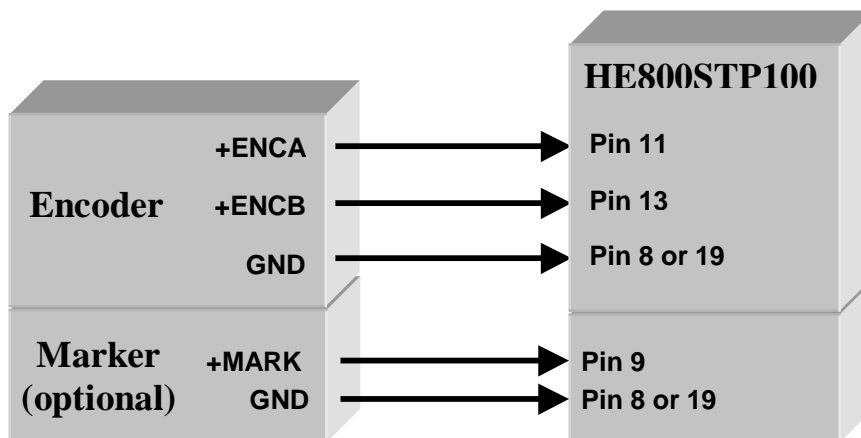 HE800STP100
+ENCA
Pin 11
Encoder
+ENCB
Pin 13
GND
Pin 8 or 19
Marker
(optional)
+MARK
Pin 9
GND
Pin 8 or 19